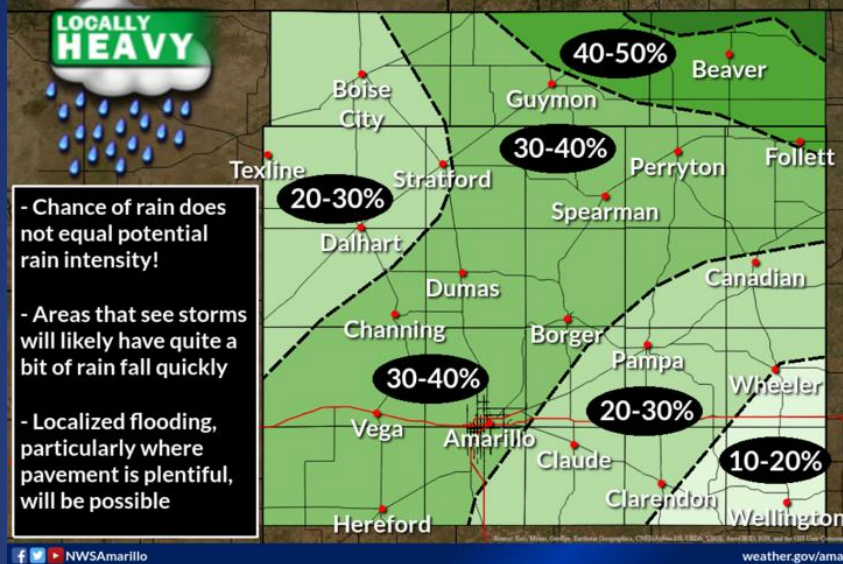 LOCALLY
HEAVY
40-50%
Beaver
Boise
City
Guymon
30-40%
Texline
Stratford
Perryton
Follett
20-30%
Spearman
Dalhart
Canadian
Dumas
Channing
Borger
Pampa
30-40%
Wheeler
20-30%
Vega
Amarillo
Claude
10-20%
Clarendon
Wellington
Hereford
- Chance of rain does
not equal potential
rain intensity!
- Areas that see storms
will likely have quite a
bit of rain fall quickly
- Localized flooding,
particularly where
pavement is plentiful,
will be possible
NWSAmarillo
weather.gov/ama